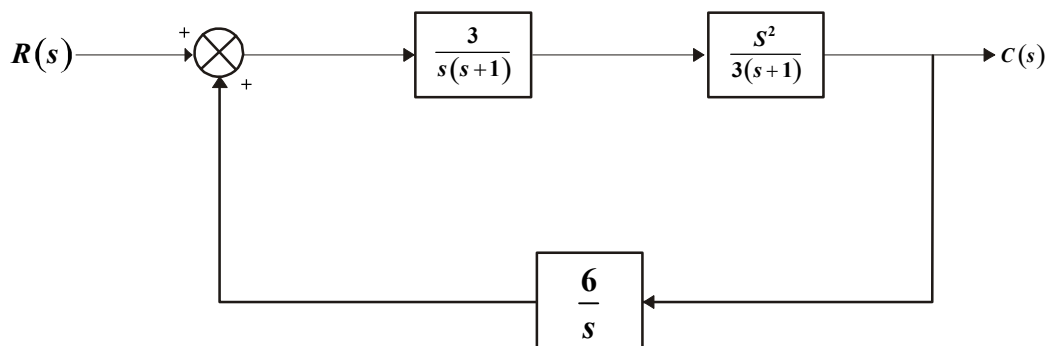 R(s)
+
+
3
s(s+1)
S²
3(s+1)
C(s)
6
s